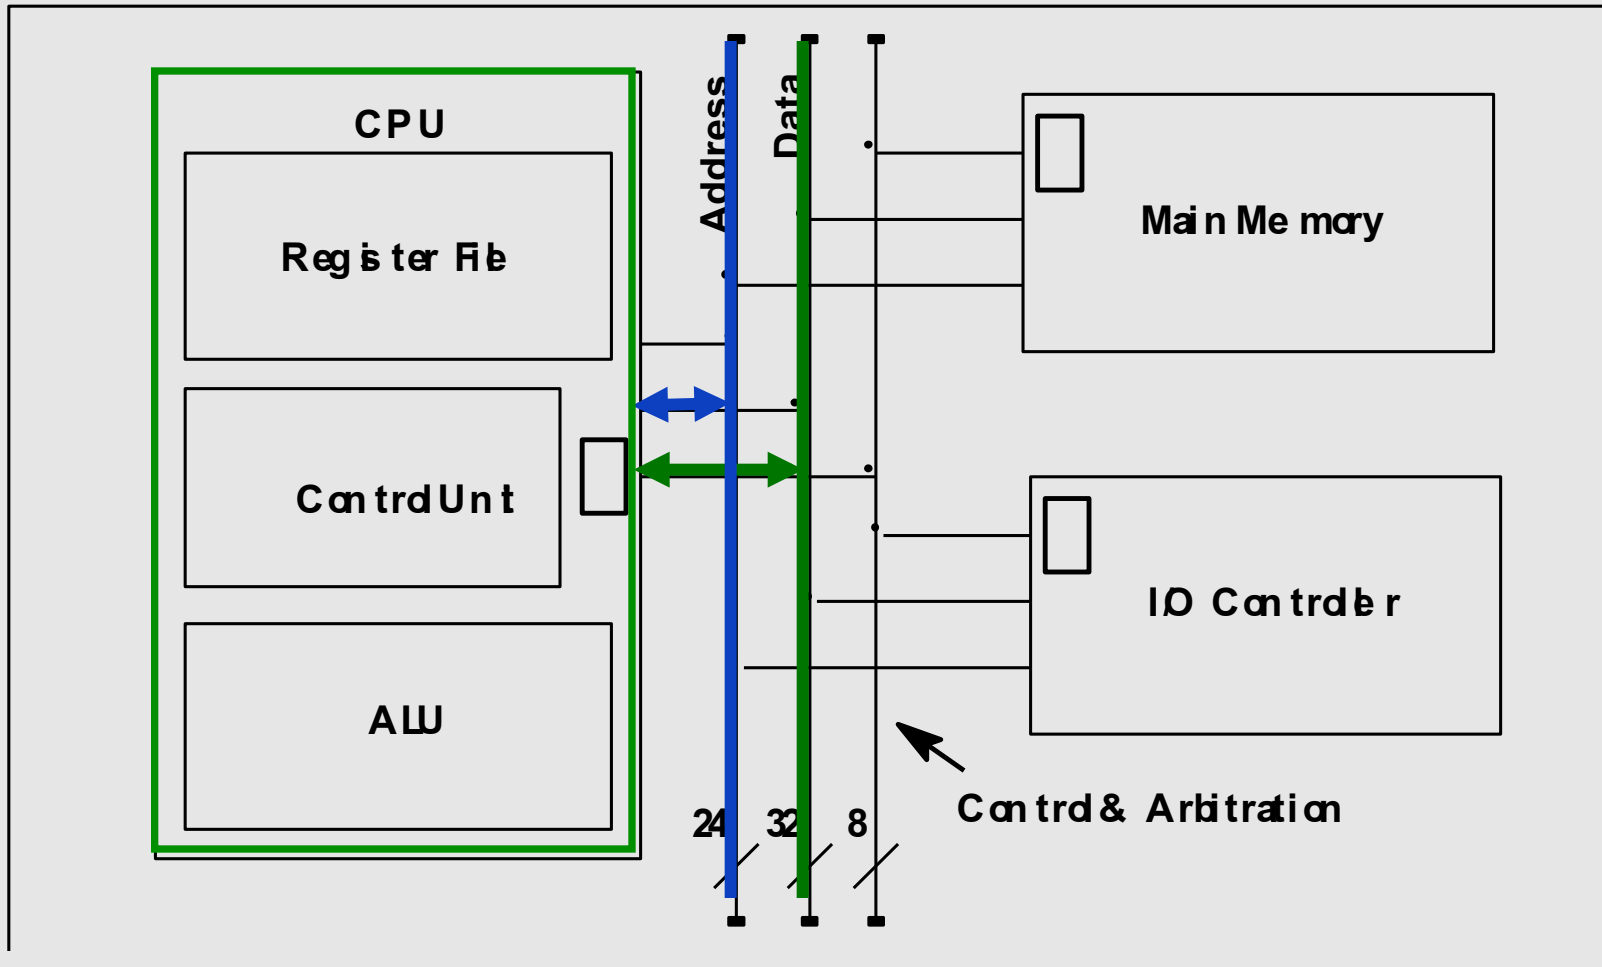 CPU
Address
Data
Register File
Main Memory
Control Unit
I/O Controller
ALU
Control & Arbitration
24
32
8